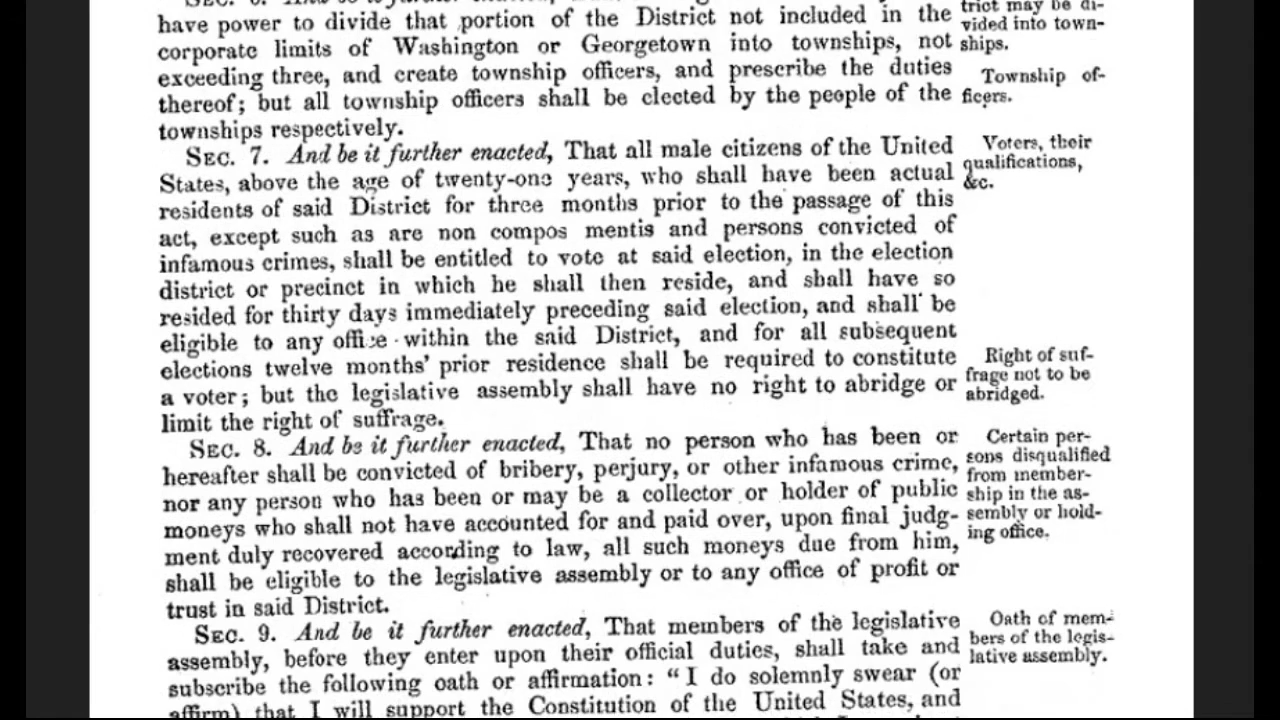 have power to divide that portion of the District not included in the
corporate limits of Washington or Georgetown into townships, not
exceeding three, and create township officers, and prescribe the duties
thereof; but all township officers shall be elected by the people of the
townships respectively.
trict may be di-
vided into town-
ships.
Township of-
ficers.
SEC. 7. And be it further enacted, That all male citizens of the United
States, above the age of twenty-one years, who shall have been actual
residents of said District for three months prior to the passage of this
act, except such as are non compos mentis and persons convicted of
infamous crimes, shall be entitled to vote at said election, in the election
district or precinct in which he shall then reside, and shall have so
resided for thirty days immediately preceding said election, and shall be
eligible to any office within the said District, and for all subsequent
elections twelve months' prior residence shall be required to constitute
a voter; but the legislative assembly shall have no right to abridge or
limit the right of suffrage.
Voters, their
qualifications,
&c.
Right of suf-
frage not to be
abridged.
SEC. 8. And be it further enacted, That no person who has been or
hereafter shall be convicted of bribery, perjury, or other infamous crime,
nor any person who has been or may be a collector or holder of public
moneys who shall not have accounted for and paid over, upon final judg-
ment duly recovered according to law, all such moneys due from him,
shall be eligible to the legislative assembly or to any office of profit or
trust in said District.
Certain per-
sons disqualified
from member-
ship in the as-
sembly or hold-
ing office.
SEC. 9. And be it further enacted, That members of the legislative
assembly, before they enter upon their official duties, shall take and
subscribe the following oath or affirmation: "I do solemnly swear (or
affirm) that I will support the Constitution of the United States, and
Oath of mem-
bers of the legis-
lative assembly.